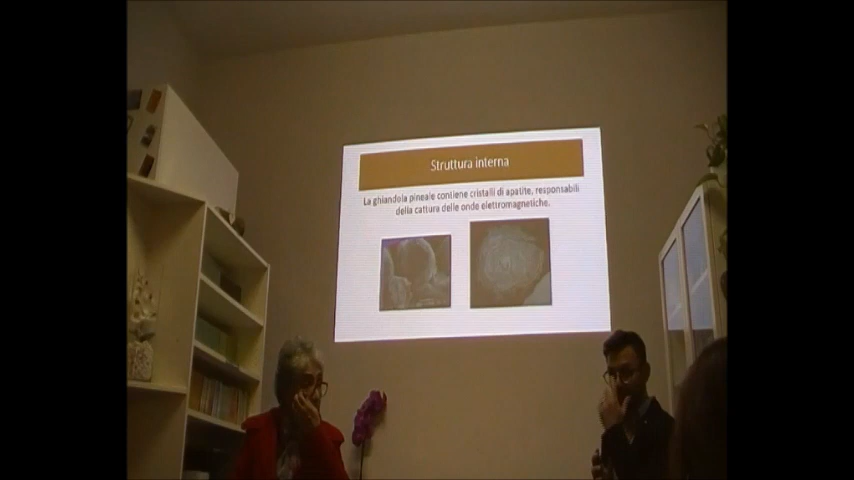 Struttura interna
La ghiandola pineale contiene cristalli di apatite, responsabili
della cattura delle onde elettromagnetiche.